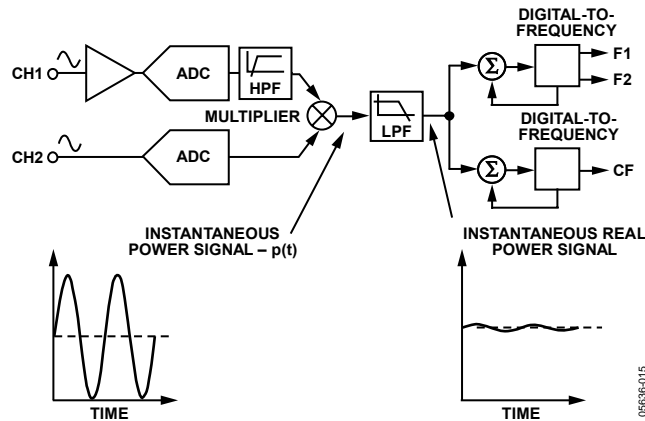 DIGITAL-TO-
FREQUENCY
CH1
ADC
HPF
F1
F2
MULTIPLIER
LPF
Σ
DIGITAL-TO-
FREQUENCY
CH2
ADC
Σ
CF
INSTANTANEOUS
POWER SIGNAL – p(t)
INSTANTANEOUS REAL
POWER SIGNAL
TIME
TIME
05636-015